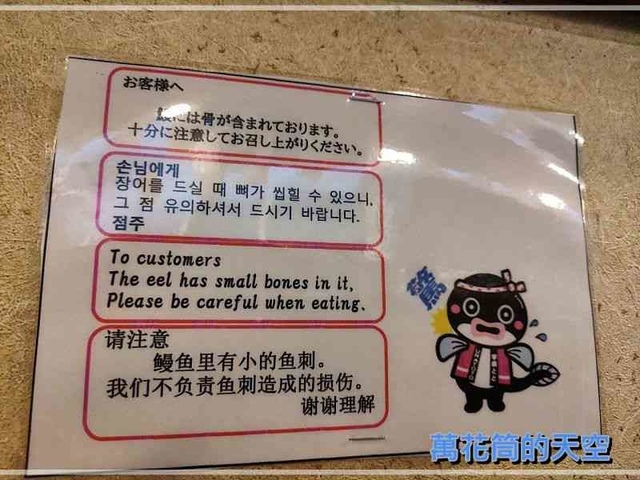 お客様へ
鰻には骨が含まれております。
十分に注意してお召し上がりください。
손님에게
장어를 드실 때 뼈가 씹힐 수 있으니,
그 점 유의하셔서 드시기 바랍니다.
점주
To customers
The eel has small bones in it,
Please be careful when eating.
请注意
鳗鱼里有小的鱼刺。
我们不负责鱼刺造成的损伤。
谢谢理解
萬花筒的天空